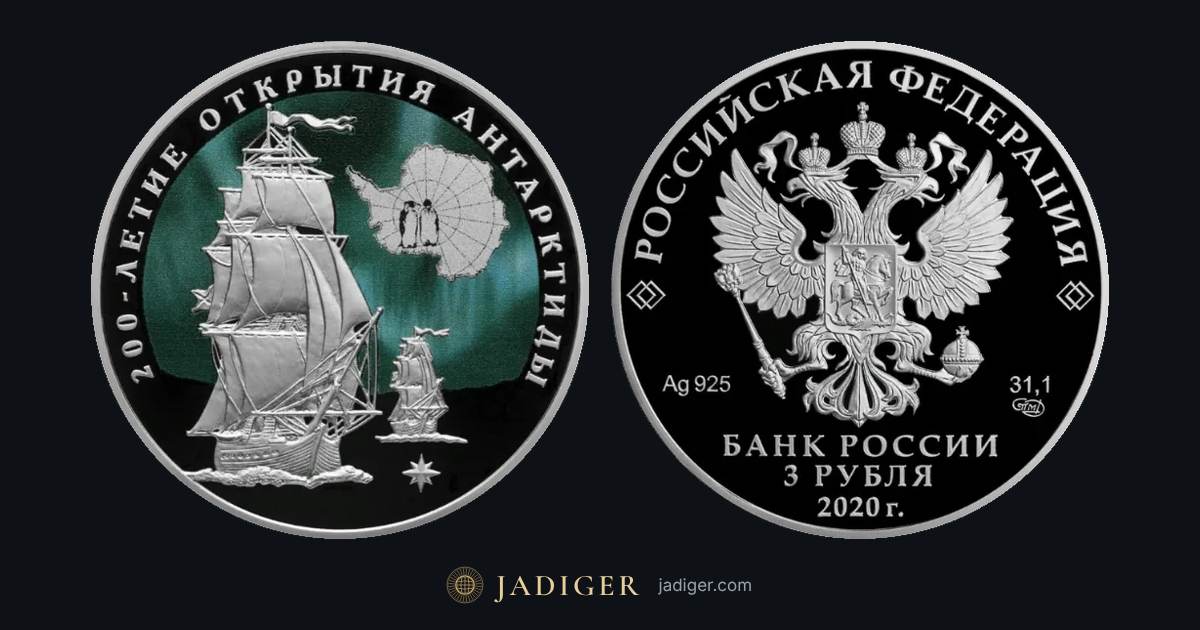 200-ЛЕТИЕ ОТКРЫТИЯ АНТАРКТИДЫ
РОССИЙСКАЯ ФЕДЕРАЦИЯ
Ag 925
31,1
БАНК РОССИИ
3 РУБЛЯ
2020 г.
JADIGER jadiger.com